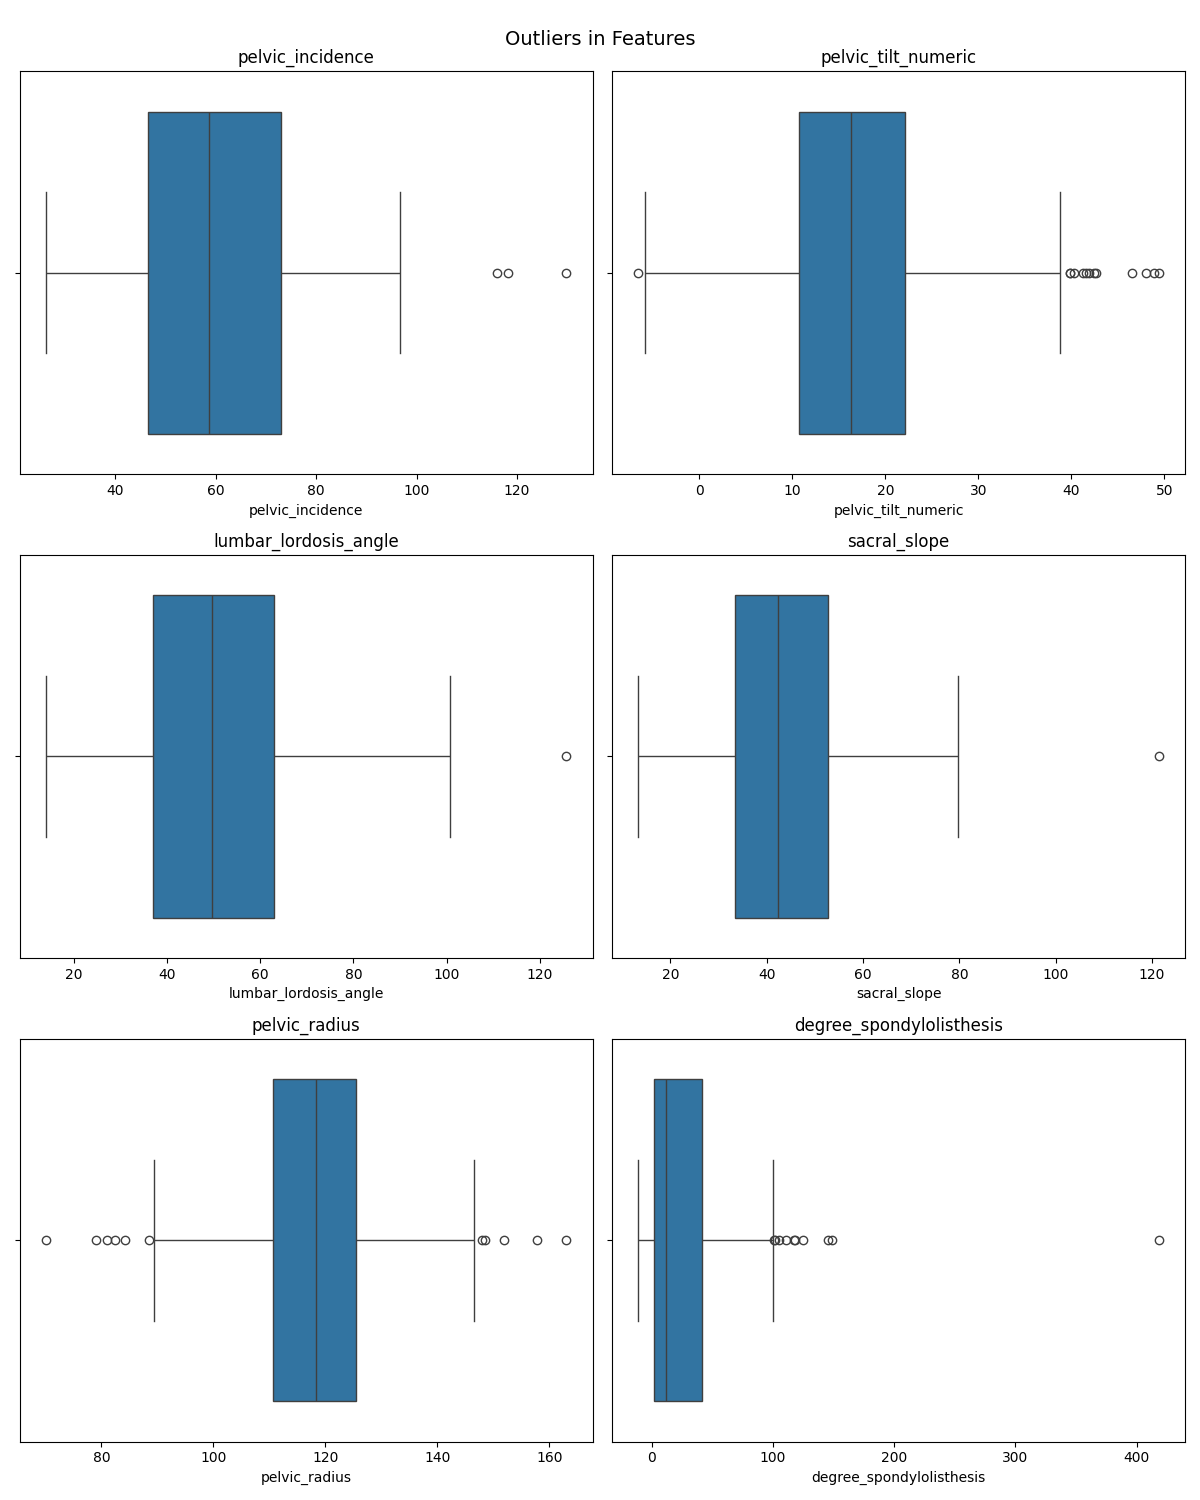 Outliers in Features
pelvic_incidence
pelvic_tilt_numeric
40 60 80 100 120
0 10 20 30 40 50
pelvic_incidence
pelvic_tilt_numeric
lumbar_lordosis_angle
sacral_slope
20 40 60 80 100 120
20 40 60 80 100 120
lumbar_lordosis_angle
sacral_slope
pelvic_radius
degree_spondylolisthesis
80 100 120 140 160
0 100 200 300 400
pelvic_radius
degree_spondylolisthesis